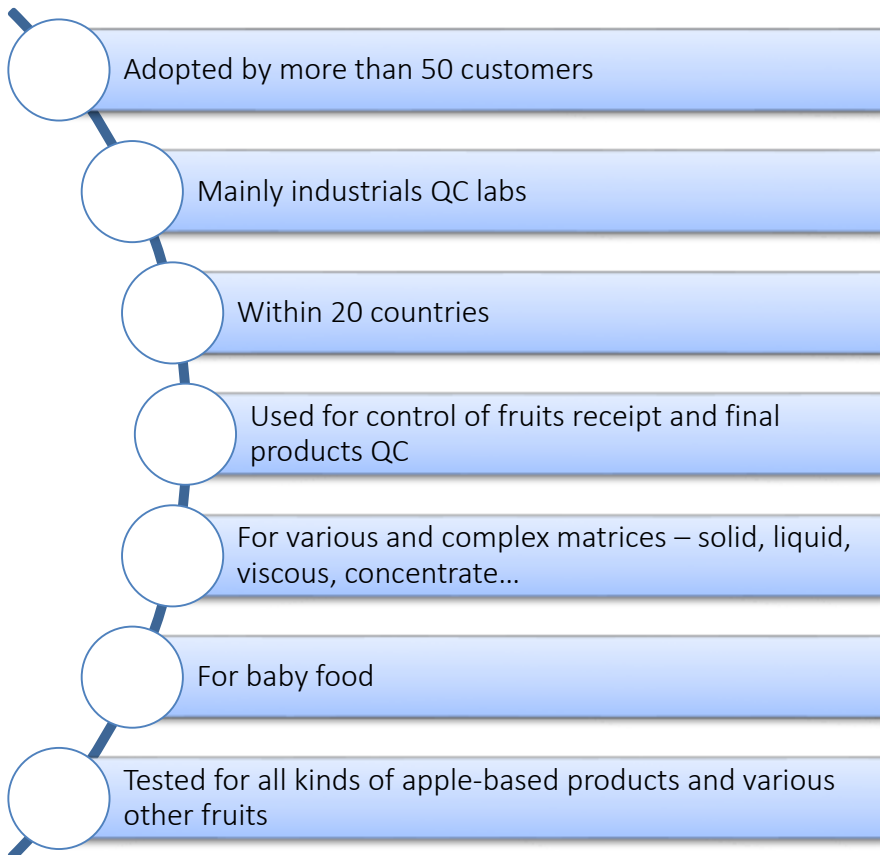 Adopted by more than 50 customers
Mainly industrials QC labs
Within 20 countries
Used for control of fruits receipt and final
products QC
For various and complex matrices – solid, liquid,
viscous, concentrate…
For baby food
Tested for all kinds of apple-based products and various
other fruits